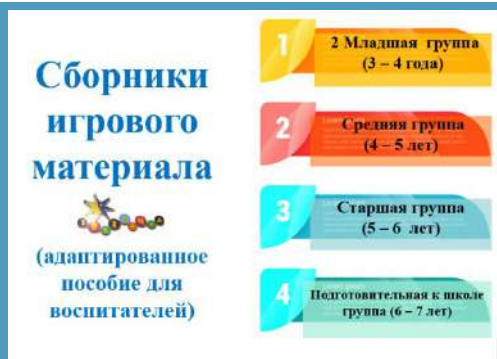 Сборники
игрового
материала
(адаптированное
пособие для
воспитателей)
1
2 Младшая группа
(3 – 4 года)
2
Средняя группа
(4 – 5 лет)
3
Старшая группа
(5 – 6 лет)
4
Подготовительная к школе
группа (6 – 7 лет)